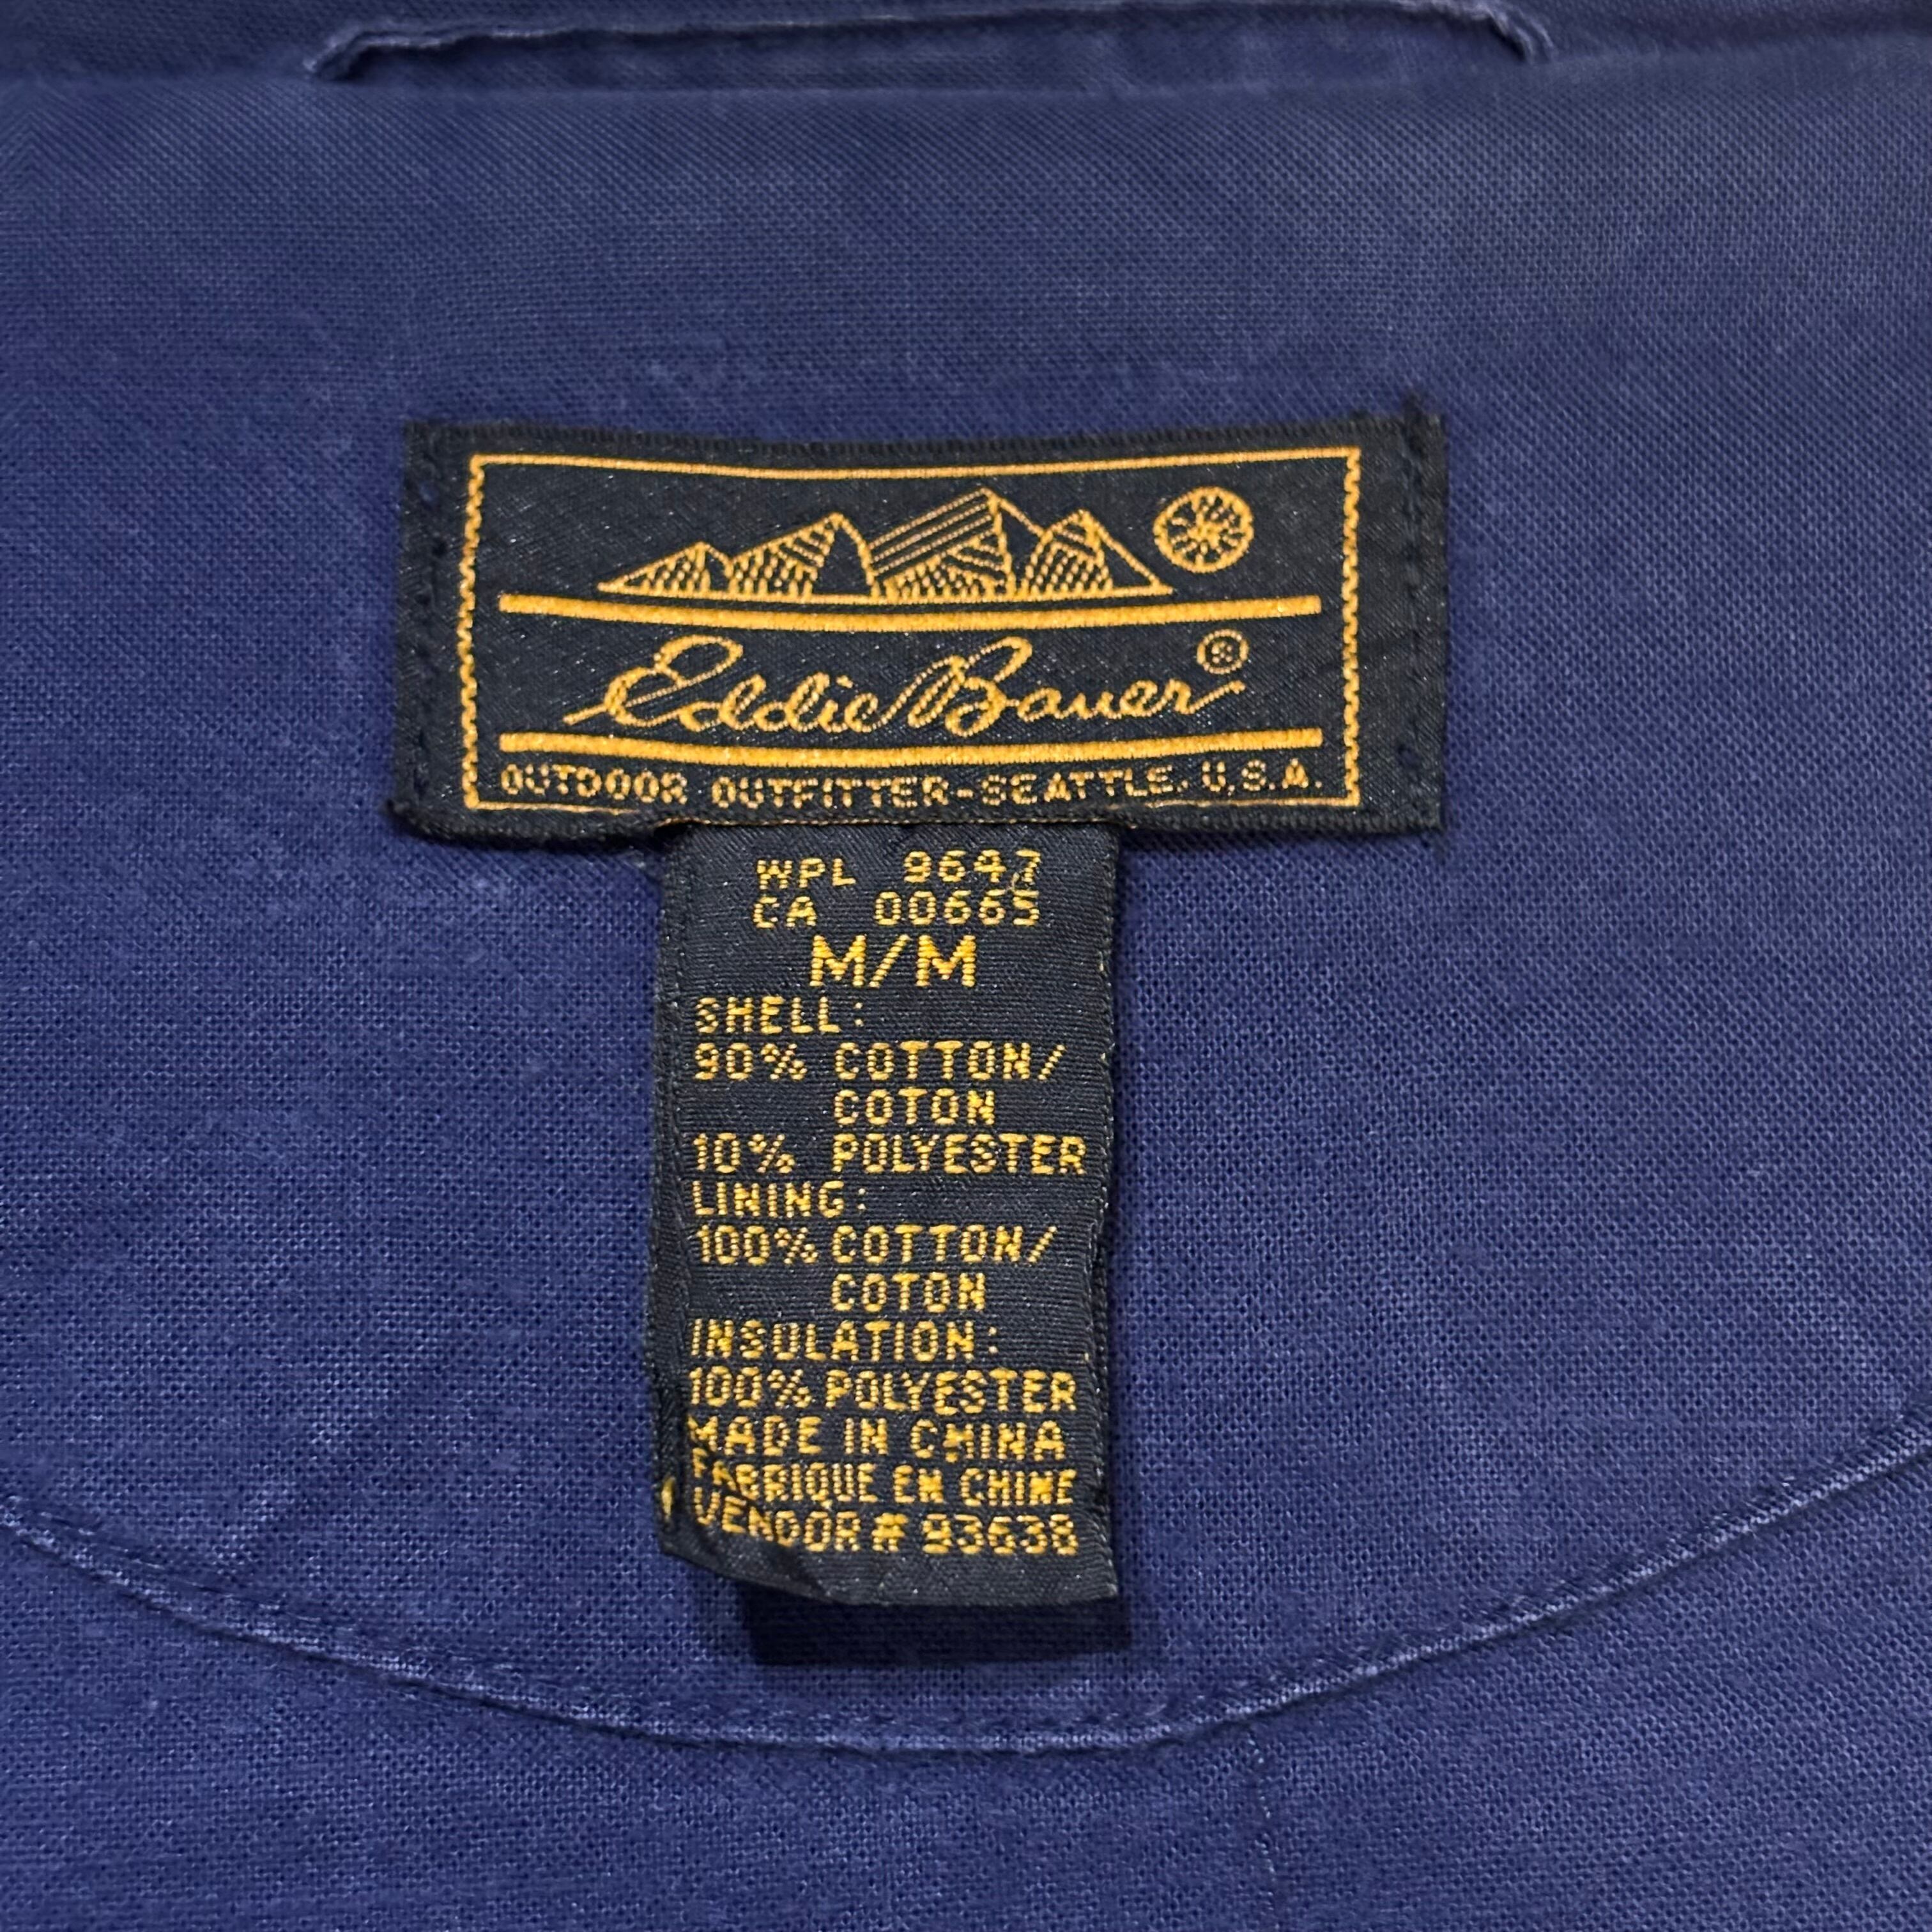 Eddie Bauer®
OUTDOOR OUTFITTER-SEATTLE, U.S.A.
WPL 9647
CA 00665
M/M
SHELL:
90% COTTON/
COTON
10% POLYESTER
LINING:
100% COTTON/
COTON
INSULATION:
100% POLYESTER
MADE IN CHINA
FABRIQUE EN CHINE
VENDOR # 93638